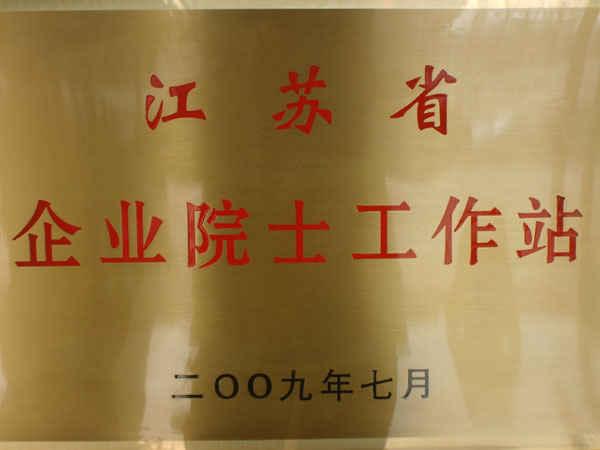 江苏省
企业院士工作站
二〇〇九年七月